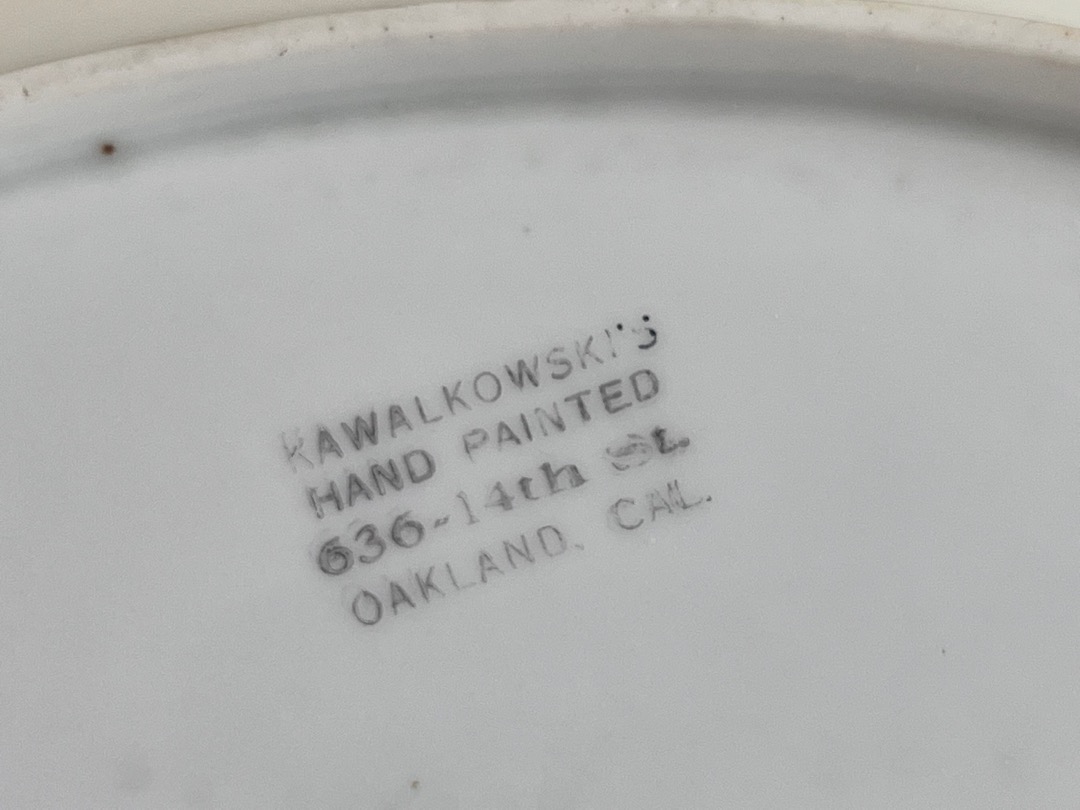 KAWALKOWSKI'S
HAND PAINTED
636-14th St.
OAKLAND, CAL.